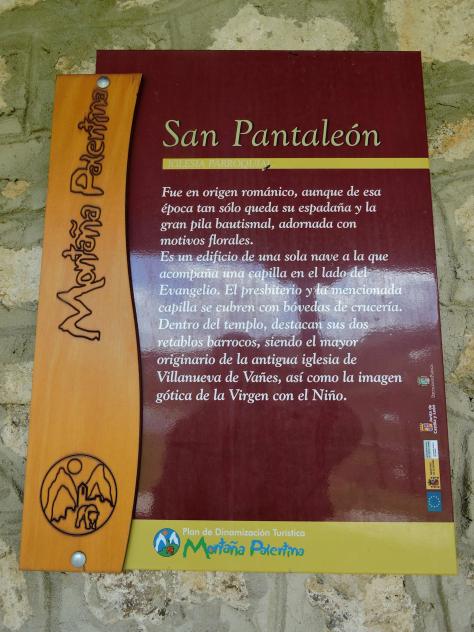 Montaña Palentina
San Pantaleón
IGLESIA PARROQUIAL
Fue en origen románico, aunque de esa
época tan sólo queda su espadaña y la
gran pila bautismal, adornada con
motivos florales.
Es un edificio de una sola nave a la que
acompaña una capilla en el lado del
Evangelio. El presbiterio y la mencionada
capilla se cubren con bóvedas de crucería.
Dentro del templo, destacan sus dos
retablos barrocos, siendo el mayor
originario de la antigua iglesia de
Villanueva de Vañes, así como la imagen
gótica de la Virgen con el Niño.
Junta de
Castilla y León
Plan de Dinamización Turística
Montaña Palentina